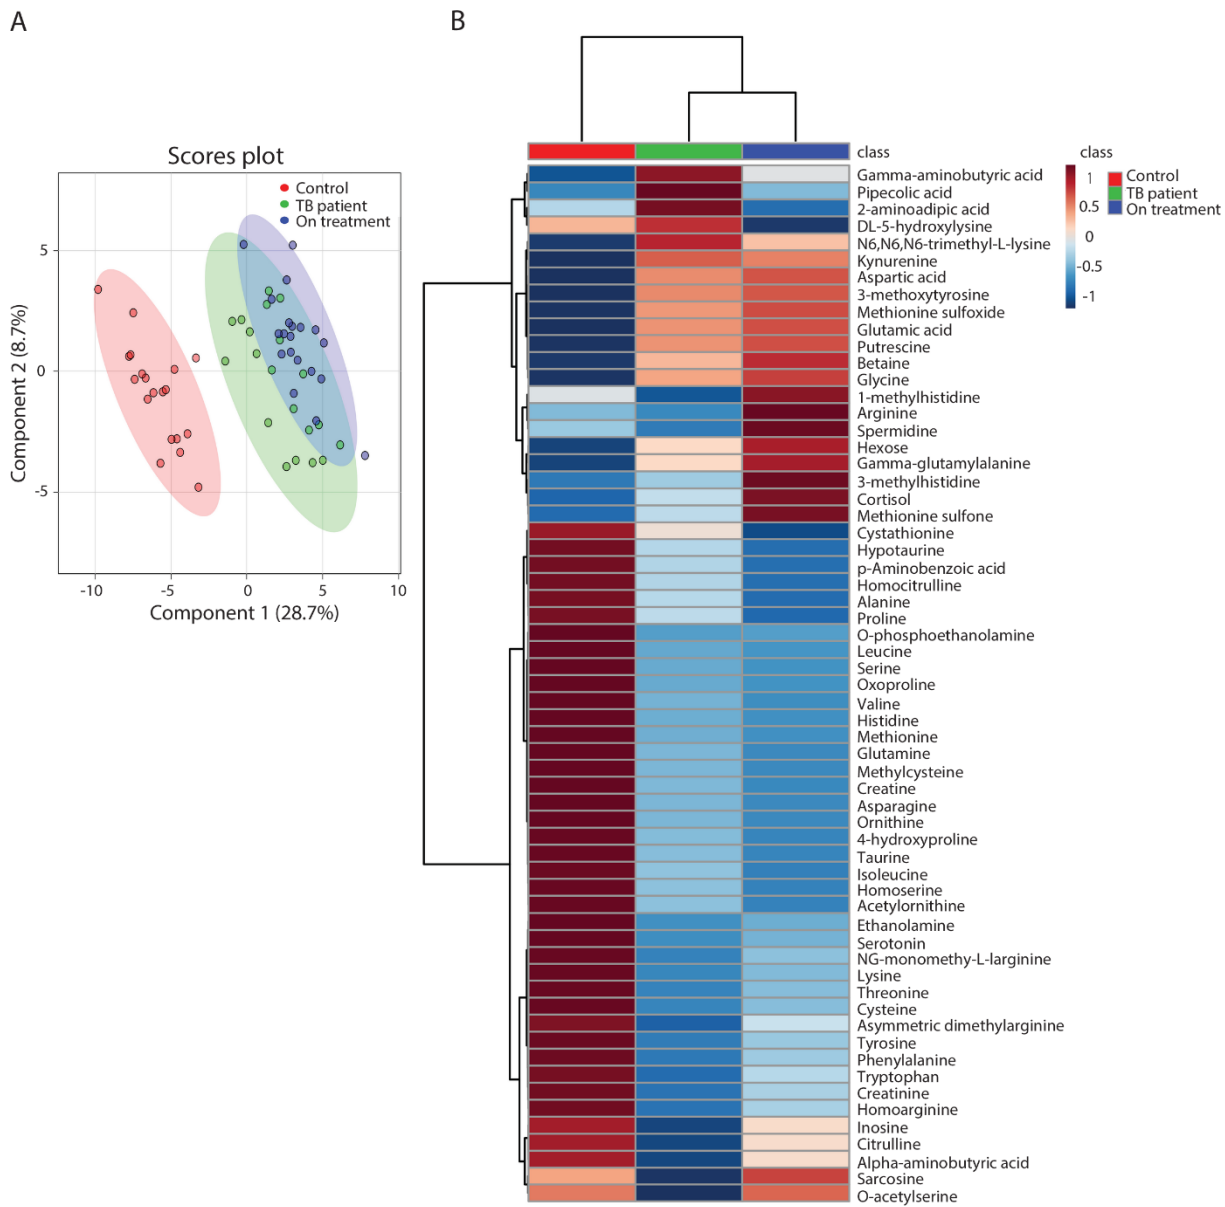 A
B
Scores plot
Control
TB patient
On treatment
Component 2 (8.7%)
5
0
-5
-10
-5
0
5
10
Component 1 (28.7%)
class
Gamma-aminobutyric acid
Pipecolic acid
2-aminoadipic acid
DL-5-hydroxylysine
N6,N6,N6-trimethyl-L-lysine
Kynurenine
Aspartic acid
3-methoxytyrosine
Methionine sulfoxide
Glutamic acid
Putrescine
Betaine
Glycine
1-methylhistidine
Arginine
Spermidine
Hexose
Gamma-glutamylalanine
3-methylhistidine
Cortisol
Methionine sulfone
Cystathionine
Hypotaurine
p-Aminobenzoic acid
Homocitrulline
Alanine
Proline
O-phosphoethanolamine
Leucine
Serine
Oxoproline
Valine
Histidine
Methionine
Glutamine
Methylcysteine
Creatine
Asparagine
Ornithine
4-hydroxyproline
Taurine
Isoleucine
Homoserine
Acetylornithine
Ethanolamine
Serotonin
NG-monomethy-L-larginine
Lysine
Threonine
Cysteine
Asymmetric dimethylarginine
Tyrosine
Phenylalanine
Tryptophan
Creatinine
Homoarginine
Inosine
Citrulline
Alpha-aminobutyric acid
Sarcosine
O-acetylserine
class
1
0.5
0
-0.5
-1
Control
TB patient
On treatment